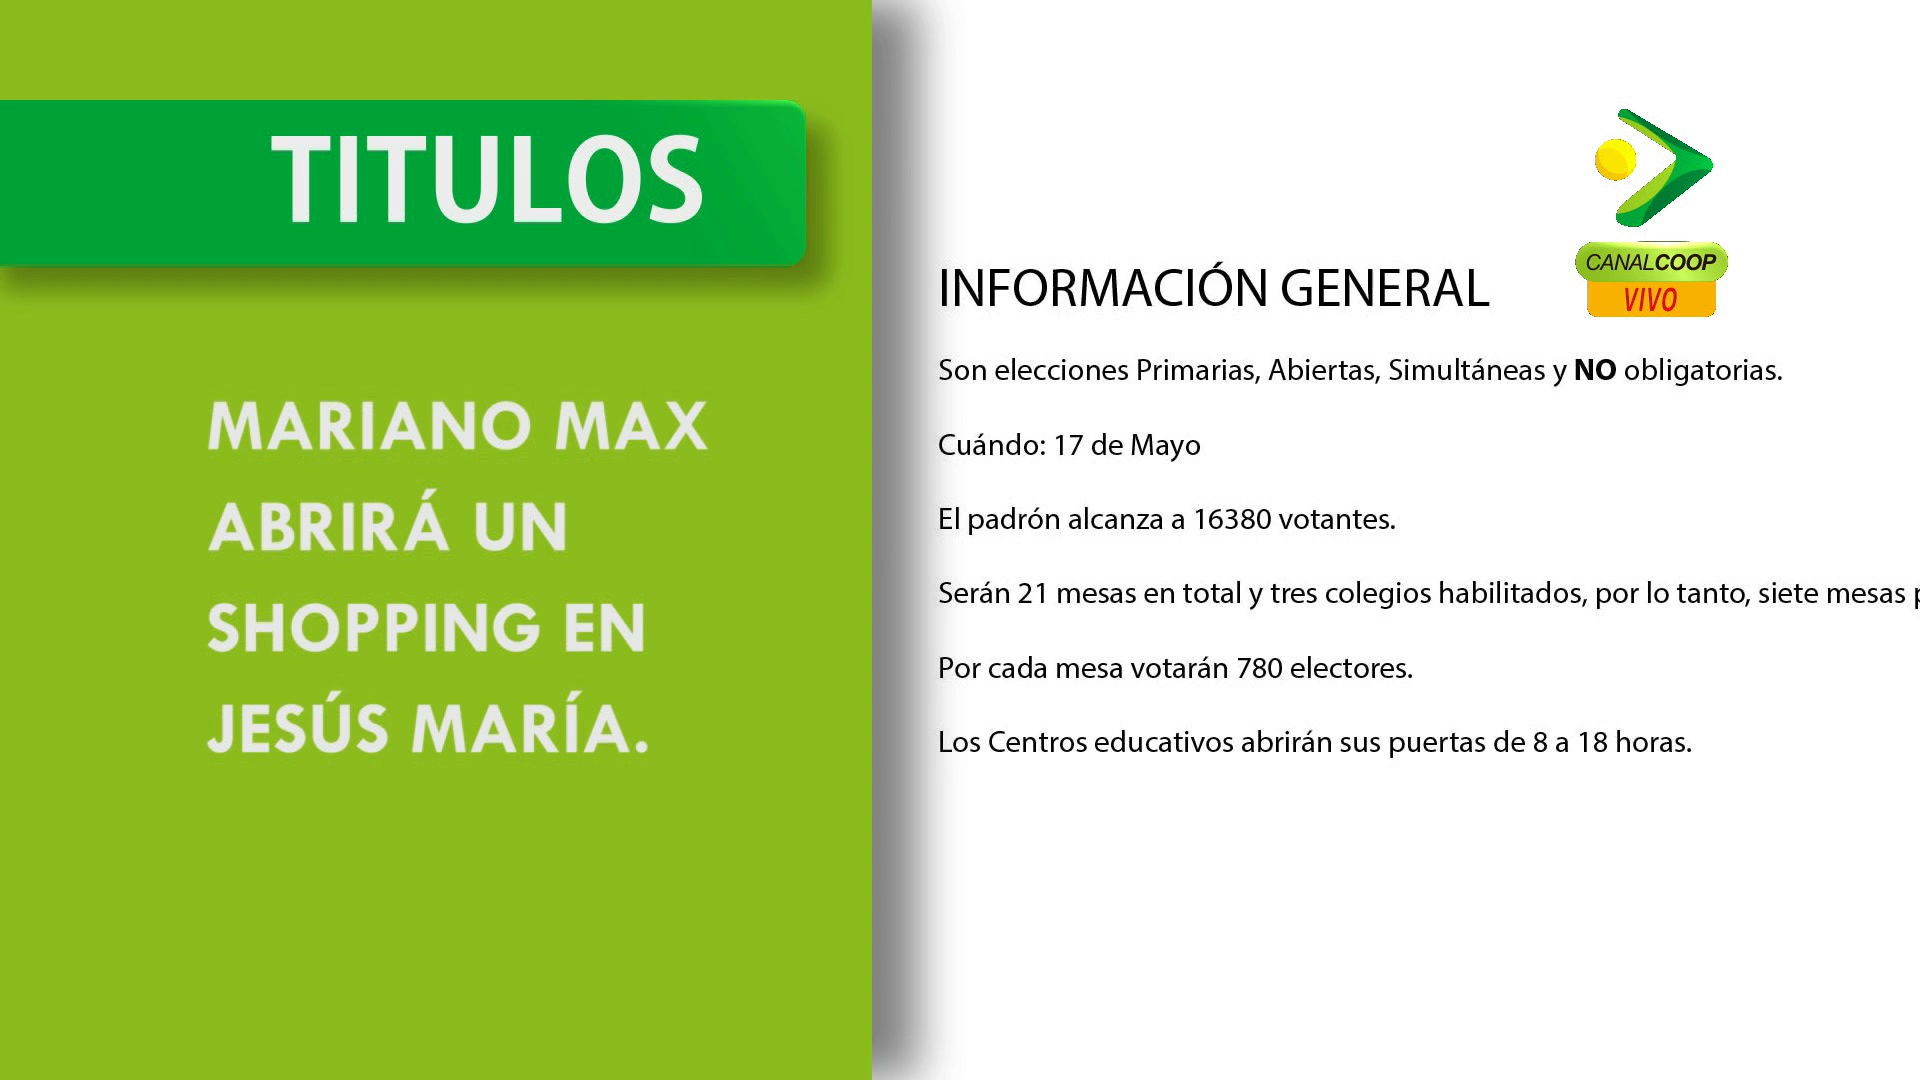 TITULOS
MARIANO MAX
ABRIRÁ UN
SHOPPING EN
JESÚS MARÍA.
CANALCOOP
VIVO
INFORMACIÓN GENERAL
Son elecciones Primarias, Abiertas, Simultáneas y NO obligatorias.
Cuándo: 17 de Mayo
El padrón alcanza a 16380 votantes.
Serán 21 mesas en total y tres colegios habilitados, por lo tanto, siete mesas
Por cada mesa votarán 780 electores.
Los Centros educativos abrirán sus puertas de 8 a 18 horas.